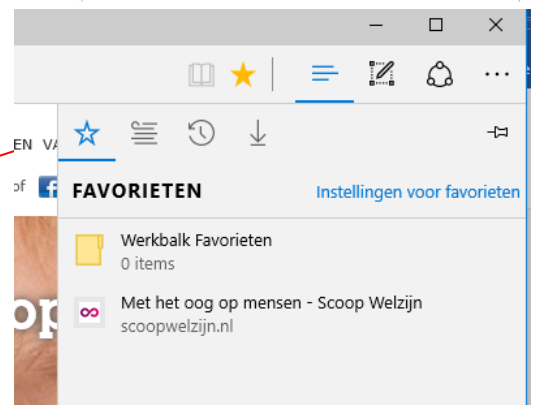 EN VA
of
FAVORIETEN
Instellingen voor favorieten
Werkbalk Favorieten
0 items
Met het oog op mensen - Scoop Welzijn
scoopwelzijn.nl
op